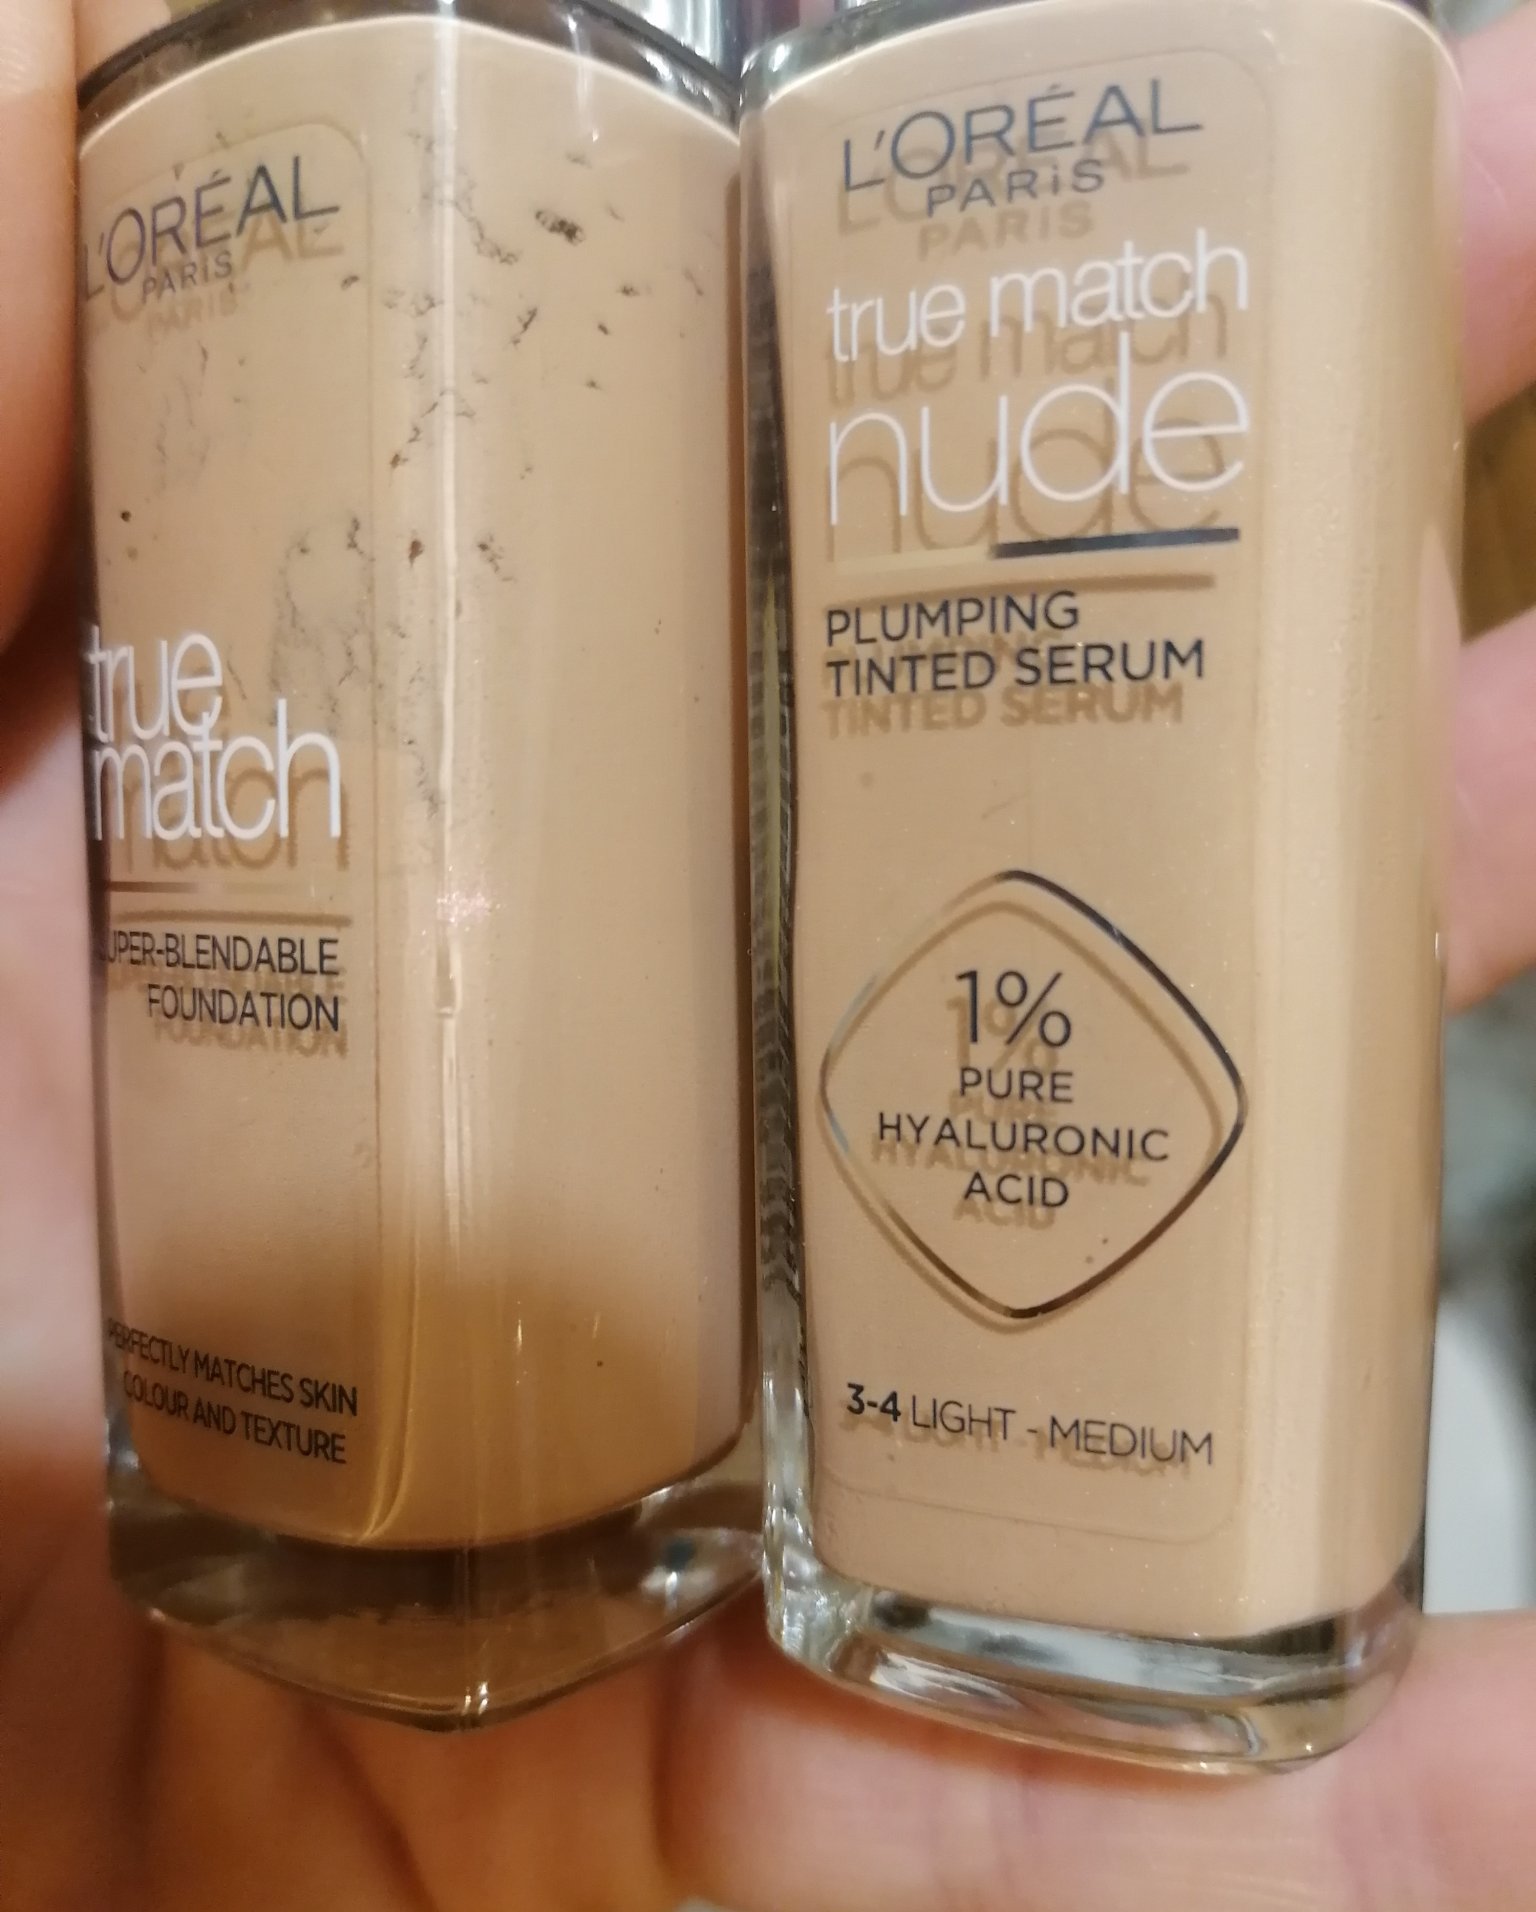 L'ORÉAL
PARiS
true
match
SUPER-BLENDABLE
FOUNDATION
PERFECTLY MATCHES SKIN
COLOUR AND TEXTURE
L'ORÉAL
PARiS
true match
nude
PLUMPING
TINTED SERUM
1%
PURE
HYALURONIC
ACID
3-4 LIGHT - MEDIUM